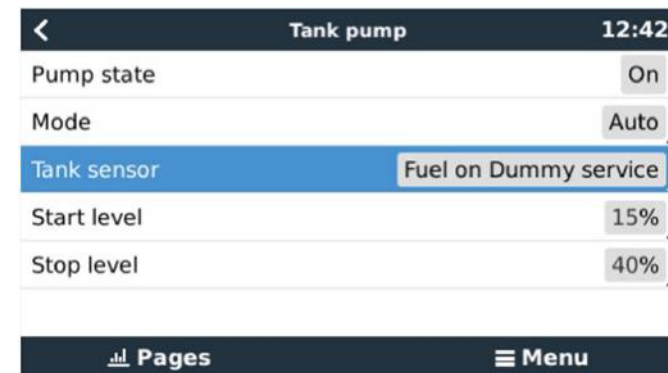 Tank pump 12:42
Pump state On
Mode Auto
Tank sensor Fuel on Dummy service
Start level 15%
Stop level 40%
Pages Menu